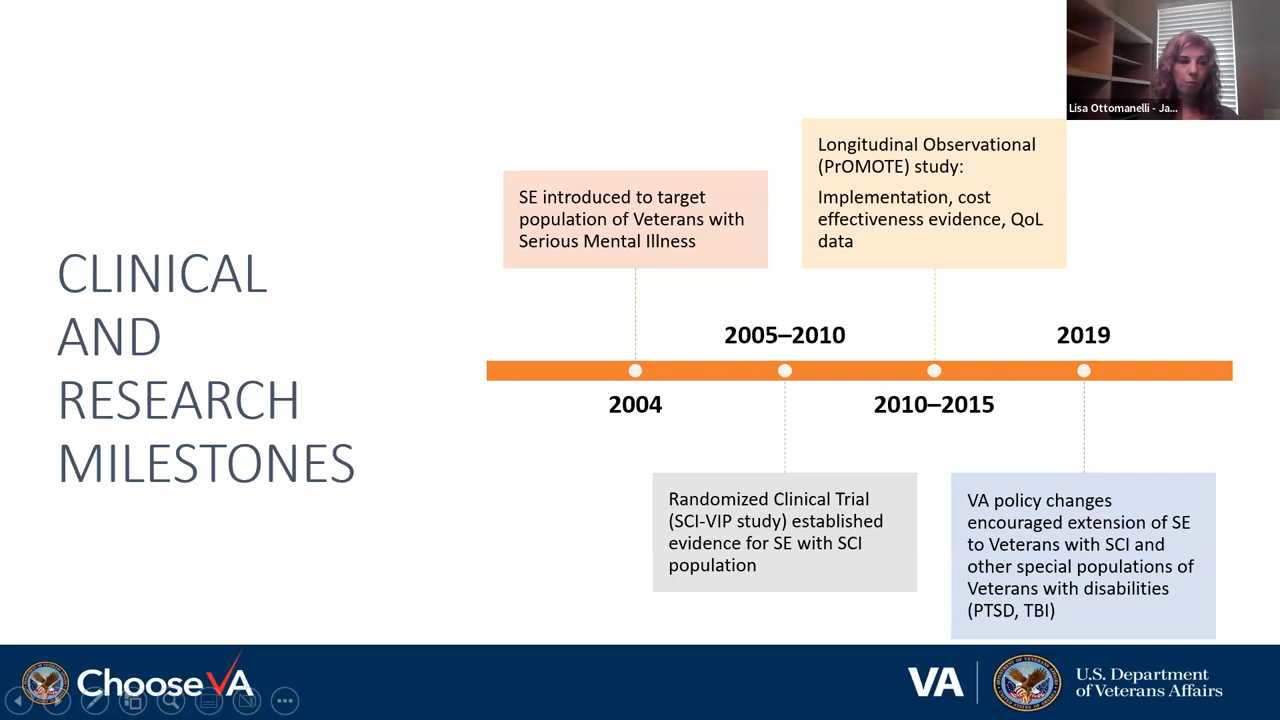 Lisa Ottomanelli - Ja...
CLINICAL
AND
RESEARCH
MILESTONES
SE introduced to target
population of Veterans with
Serious Mental Illness
Longitudinal Observational
(PrOMOTE) study:
Implementation, cost
effectiveness evidence, QoL
data
2005–2010
2019
2004
2010–2015
Randomized Clinical Trial
(SCI-VIP study) established
evidence for SE with SCI
population
VA policy changes
encouraged extension of SE
to Veterans with SCI and
other special populations of
Veterans with disabilities
(PTSD, TBI)
ChooseVA
VA
U.S. Department
of Veterans Affairs